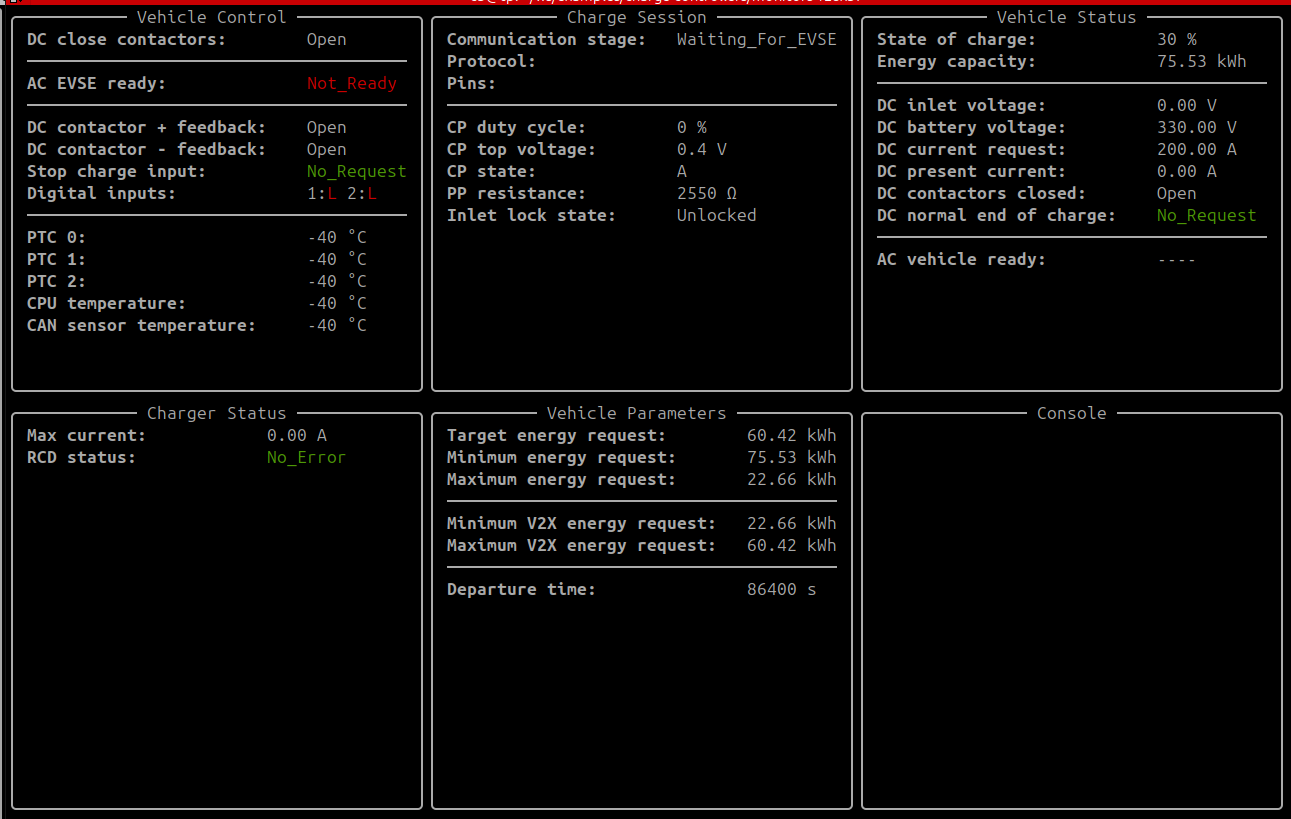 Vehicle Control
DC close contactors: Open
AC EVSE ready: Not_Ready
DC contactor + feedback: Open
DC contactor - feedback: Open
Stop charge input: No_Request
Digital inputs: 1:L 2:L
PTC 0: -40 °C
PTC 1: -40 °C
PTC 2: -40 °C
CPU temperature: -40 °C
CAN sensor temperature: -40 °C
Charge Session
Communication stage: Waiting_For_EVSE
Protocol:
Pins:
CP duty cycle: 0 %
CP top voltage: 0.4 V
CP state: A
PP resistance: 2550 Ω
Inlet lock state: Unlocked
Vehicle Status
State of charge: 30 %
Energy capacity: 75.53 kWh
DC inlet voltage: 0.00 V
DC battery voltage: 330.00 V
DC current request: 200.00 A
DC present current: 0.00 A
DC contactors closed: Open
DC normal end of charge: No_Request
AC vehicle ready: ----
Charger Status
Max current: 0.00 A
RCD status: No_Error
Vehicle Parameters
Target energy request: 60.42 kWh
Minimum energy request: 75.53 kWh
Maximum energy request: 22.66 kWh
Minimum V2X energy request: 22.66 kWh
Maximum V2X energy request: 60.42 kWh
Departure time: 86400 s
Console